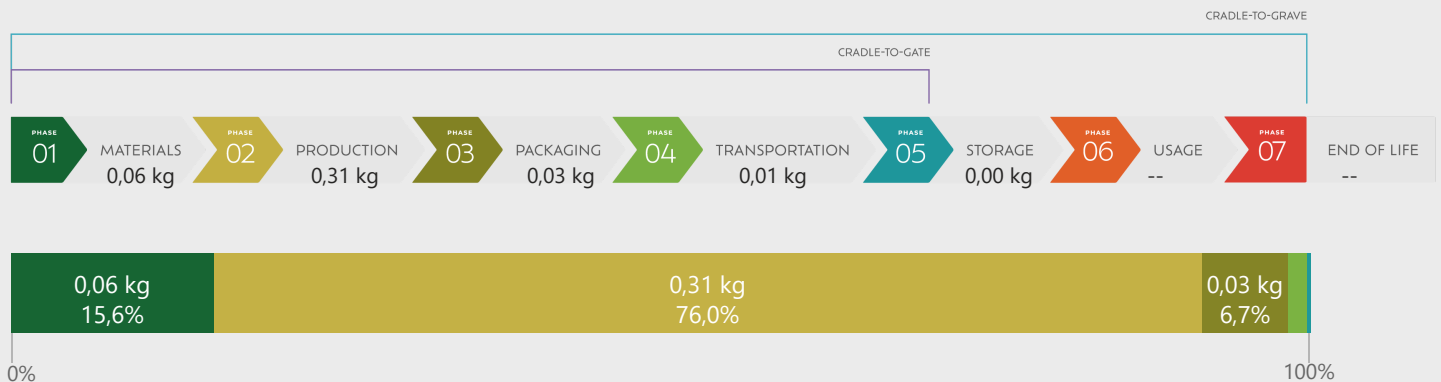 CRADLE-TO-GRAVE
CRADLE-TO-GATE
PHASE
01
MATERIALS
0,06 kg
PHASE
02
PRODUCTION
0,31 kg
PHASE
03
PACKAGING
0,03 kg
PHASE
04
TRANSPORTATION
0,01 kg
PHASE
05
STORAGE
0,00 kg
PHASE
06
USAGE
--
PHASE
07
END OF LIFE
--
0,06 kg
15,6%
0,31 kg
76,0%
0,03 kg
6,7%
0%
100%